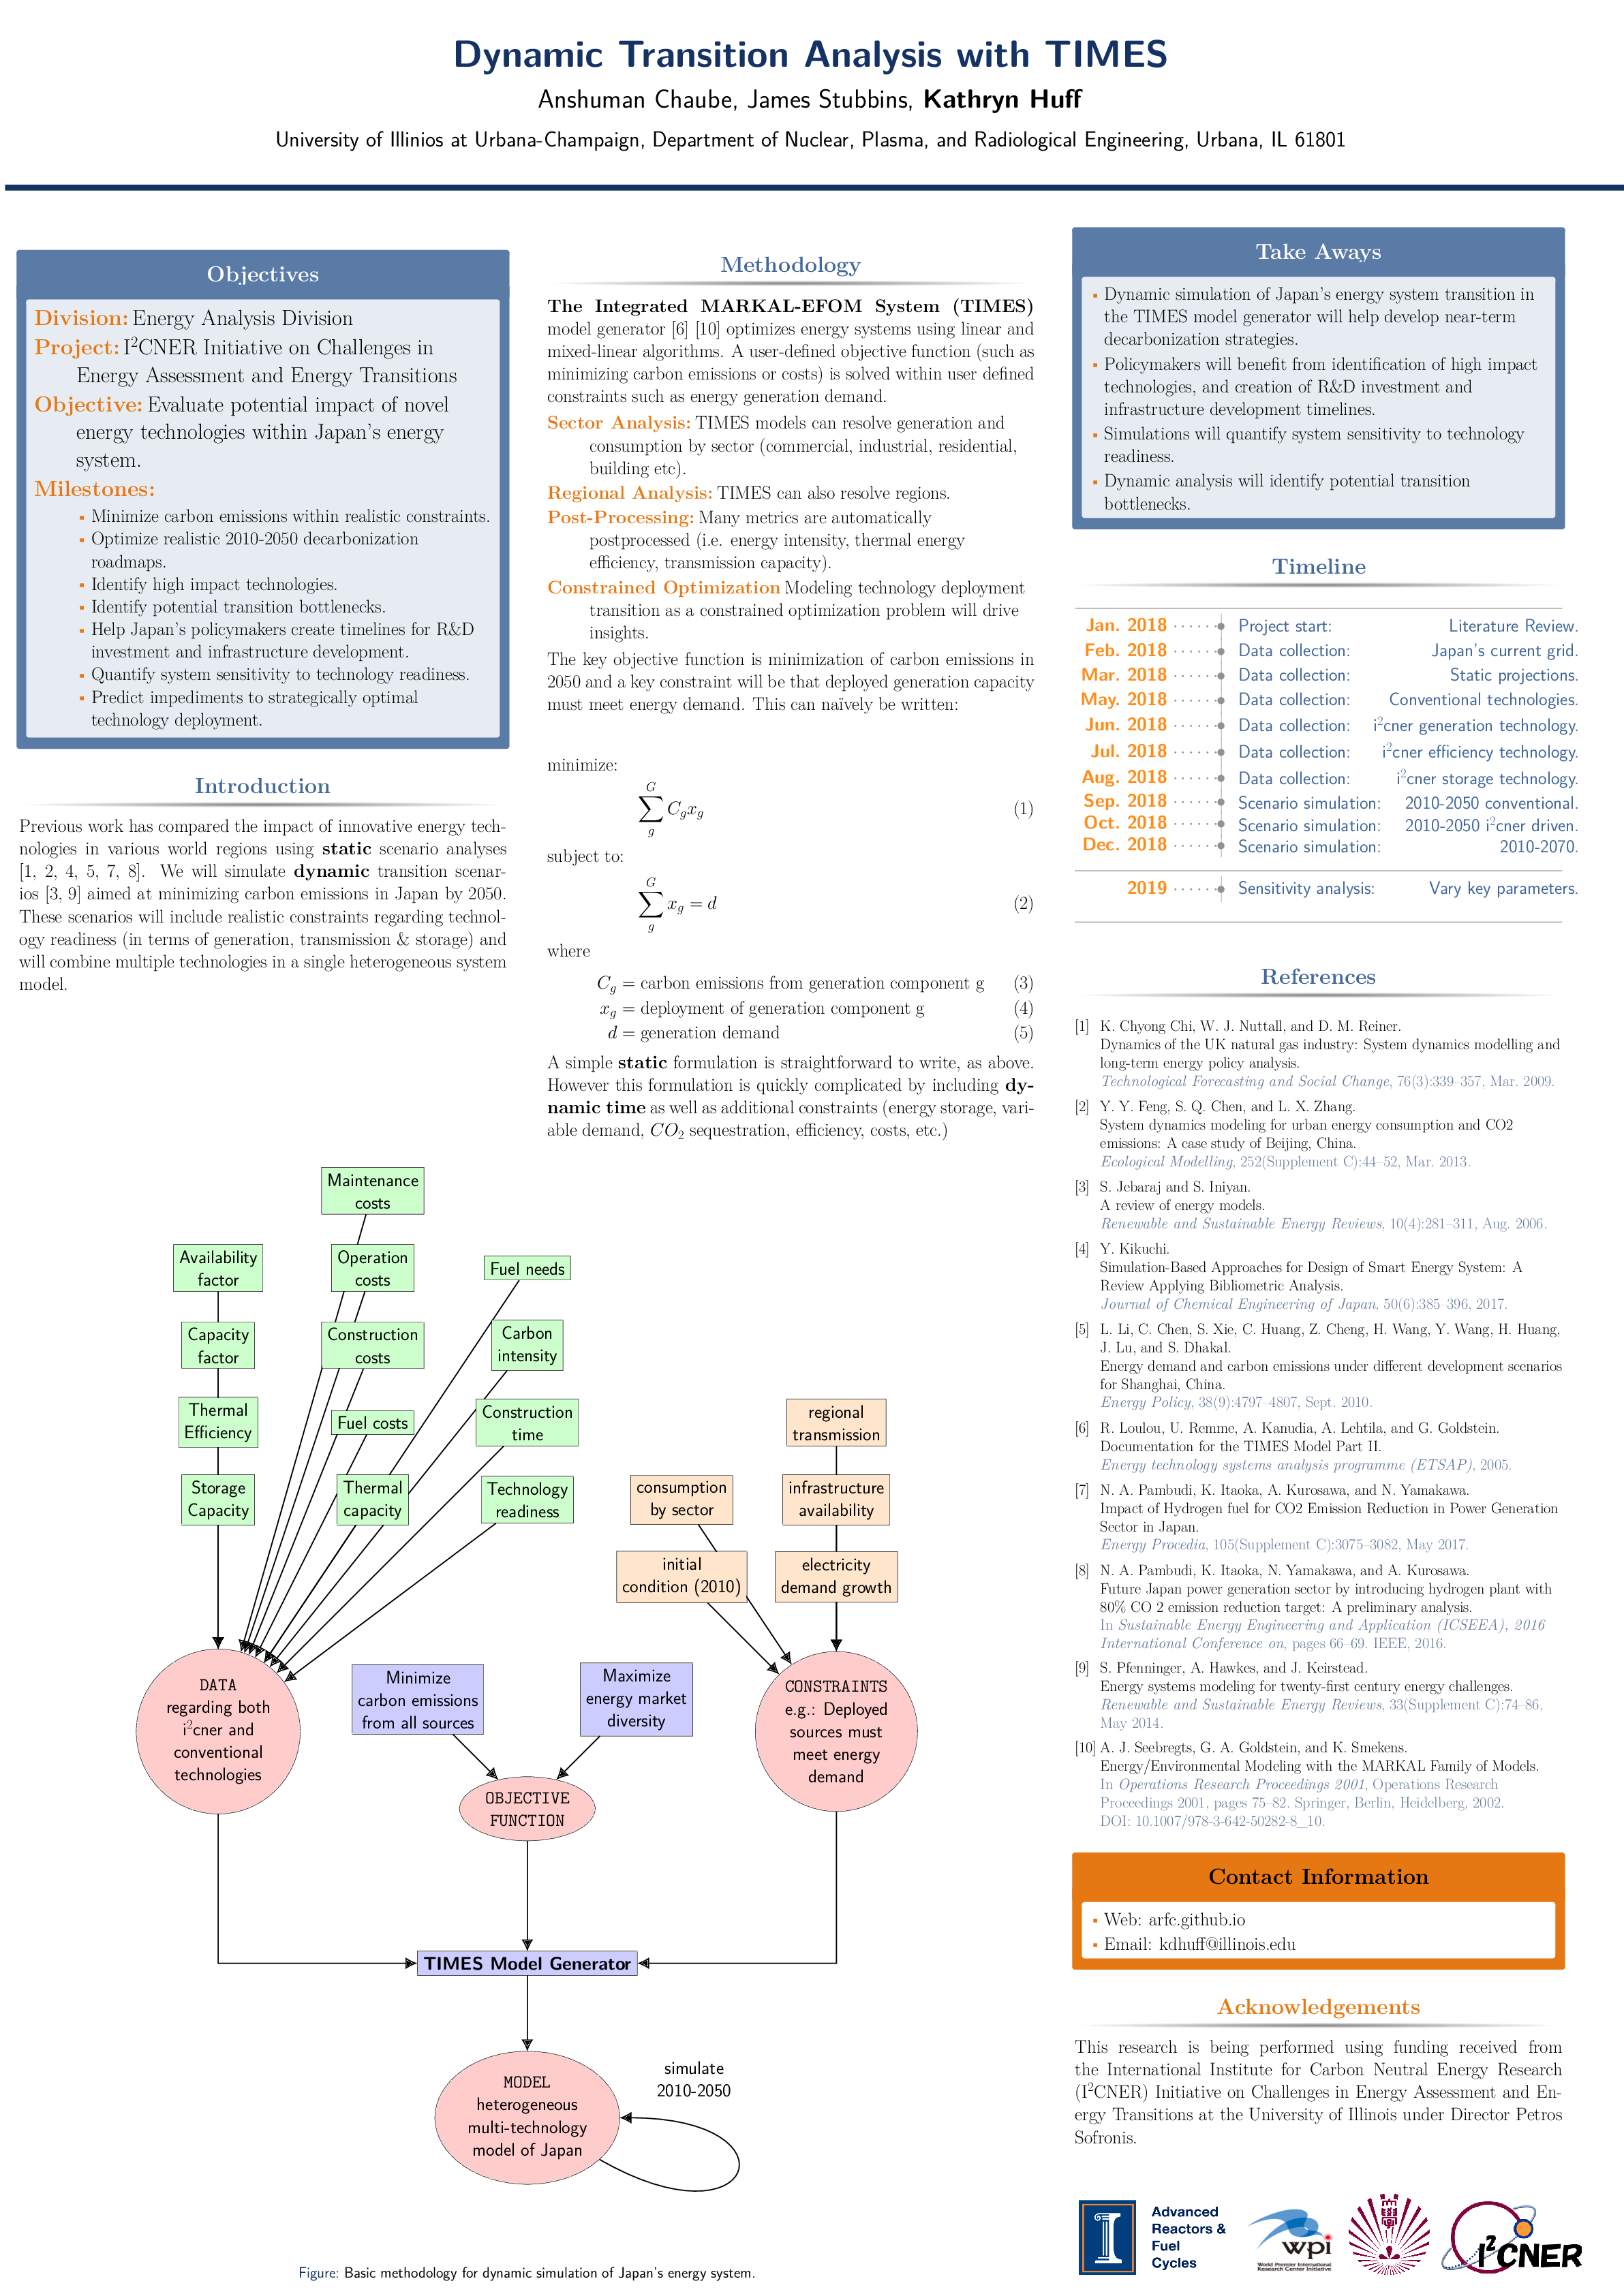 Dynamic Transition Analysis with TIMES
Anshuman Chaube, James Stubbins, Kathryn Huff
University of Illinios at Urbana-Champaign, Department of Nuclear, Plasma, and Radiological Engineering, Urbana, IL 61801
Objectives
Division: Energy Analysis Division
Project: I²CNER Initiative on Challenges in
Energy Assessment and Energy Transitions
Objective: Evaluate potential impact of novel
energy technologies within Japan's energy
system.
Milestones:
Minimize carbon emissions within realistic constraints.
Optimize realistic 2010-2050 decarbonization
roadmaps.
Identify high impact technologies.
Identify potential transition bottlenecks.
Help Japan's policymakers create timelines for R&D
investment and infrastructure development.
Quantify system sensitivity to technology readiness.
Predict impediments to strategically optimal
technology deployment.
Introduction
Previous work has compared the impact of innovative energy tech-
nologies in various world regions using static scenario analyses
[1, 2, 4, 5, 7, 8]. We will simulate dynamic transition scenar-
ios [3, 9] aimed at minimizing carbon emissions in Japan by 2050.
These scenarios will include realistic constraints regarding technol-
ogy readiness (in terms of generation, transmission & storage) and
will combine multiple technologies in a single heterogeneous system
model.
Methodology
The Integrated MARKAL-EFOM System (TIMES)
model generator [6] [10] optimizes energy systems using linear and
mixed-linear algorithms. A user-defined objective function (such as
minimizing carbon emissions or costs) is solved within user defined
constraints such as energy generation demand.
Sector Analysis: TIMES models can resolve generation and
consumption by sector (commercial, industrial, residential,
building etc).
Regional Analysis: TIMES can also resolve regions.
Post-Processing: Many metrics are automatically
postprocessed (i.e. energy intensity, thermal energy
efficiency, transmission capacity).
Constrained Optimization Modeling technology deployment
transition as a constrained optimization problem will drive
insights.
The key objective function is minimization of carbon emissions in
2050 and a key constraint will be that deployed generation capacity
must meet energy demand. This can naïvely be written:
minimize:
∑_g^G C_g x_g (1)
subject to:
∑_g^G x_g = d (2)
where
C_g = carbon emissions from generation component g (3)
x_g = deployment of generation component g (4)
d = generation demand (5)
A simple static formulation is straightforward to write, as above.
However this formulation is quickly complicated by including dy-
namic time as well as additional constraints (energy storage, vari-
able demand, CO₂ sequestration, efficiency, costs, etc.)
Maintenance
costs
Availability
factor
Operation
costs
Fuel needs
Capacity
factor
Construction
costs
Carbon
intensity
Thermal
Efficiency
Fuel costs
Construction
time
Storage
Capacity
Thermal
capacity
Technology
readiness
regional
transmission
consumption
by sector
infrastructure
availability
initial
condition (2010)
electricity
demand growth
DATA
regarding both
i²cner and
conventional
technologies
Minimize
carbon emissions
from all sources
Maximize
energy market
diversity
CONSTRAINTS
e.g.: Deployed
sources must
meet energy
demand
OBJECTIVE
FUNCTION
TIMES Model Generator
MODEL
heterogeneous
multi-technology
model of Japan
simulate
2010-2050
Figure: Basic methodology for dynamic simulation of Japan's energy system.
Take Aways
Dynamic simulation of Japan's energy system transition in
the TIMES model generator will help develop near-term
decarbonization strategies.
Policymakers will benefit from identification of high impact
technologies, and creation of R&D investment and
infrastructure development timelines.
Simulations will quantify system sensitivity to technology
readiness.
Dynamic analysis will identify potential transition
bottlenecks.
Timeline
Jan. 2018 Project start: Literature Review.
Feb. 2018 Data collection: Japan's current grid.
Mar. 2018 Data collection: Static projections.
May. 2018 Data collection: Conventional technologies.
Jun. 2018 Data collection: i²cner generation technology.
Jul. 2018 Data collection: i²cner efficiency technology.
Aug. 2018 Data collection: i²cner storage technology.
Sep. 2018 Scenario simulation: 2010-2050 conventional.
Oct. 2018 Scenario simulation: 2010-2050 i²cner driven.
Dec. 2018 Scenario simulation: 2010-2070.
2019 Sensitivity analysis: Vary key parameters.
References
[1] K. Chyong Chi, W. J. Nuttall, and D. M. Reiner.
Dynamics of the UK natural gas industry: System dynamics modelling and
long-term energy policy analysis.
Technological Forecasting and Social Change, 76(3):339–357, Mar. 2009.
[2] Y. Y. Feng, S. Q. Chen, and L. X. Zhang.
System dynamics modeling for urban energy consumption and CO2
emissions: A case study of Beijing, China.
Ecological Modelling, 252(Supplement C):44–52, Mar. 2013.
[3] S. Jebaraj and S. Iniyan.
A review of energy models.
Renewable and Sustainable Energy Reviews, 10(4):281–311, Aug. 2006.
[4] Y. Kikuchi.
Simulation-Based Approaches for Design of Smart Energy System: A
Review Applying Bibliometric Analysis.
Journal of Chemical Engineering of Japan, 50(6):385–396, 2017.
[5] L. Li, C. Chen, S. Xie, C. Huang, Z. Cheng, H. Wang, Y. Wang, H. Huang,
J. Lu, and S. Dhakal.
Energy demand and carbon emissions under different development scenarios
for Shanghai, China.
Energy Policy, 38(9):4797–4807, Sept. 2010.
[6] R. Loulou, U. Remme, A. Kanudia, A. Lehtila, and G. Goldstein.
Documentation for the TIMES Model Part II.
Energy technology systems analysis programme (ETSAP), 2005.
[7] N. A. Pambudi, K. Itaoka, A. Kurosawa, and N. Yamakawa.
Impact of Hydrogen fuel for CO2 Emission Reduction in Power Generation
Sector in Japan.
Energy Procedia, 105(Supplement C):3075–3082, May 2017.
[8] N. A. Pambudi, K. Itaoka, N. Yamakawa, and A. Kurosawa.
Future Japan power generation sector by introducing hydrogen plant with
80% CO 2 emission reduction target: A preliminary analysis.
In Sustainable Energy Engineering and Application (ICSEEA), 2016
International Conference on, pages 66–69. IEEE, 2016.
[9] S. Pfenninger, A. Hawkes, and J. Keirstead.
Energy systems modeling for twenty-first century energy challenges.
Renewable and Sustainable Energy Reviews, 33(Supplement C):74–86,
May 2014.
[10] A. J. Seebregts, G. A. Goldstein, and K. Smekens.
Energy/Environmental Modeling with the MARKAL Family of Models.
In Operations Research Proceedings 2001, Operations Research
Proceedings 2001, pages 75–82. Springer, Berlin, Heidelberg, 2002.
DOI: 10.1007/978-3-642-50282-8_10.
Contact Information
Web: arfc.github.io
Email: kdhuff@illinois.edu
Acknowledgements
This research is being performed using funding received from
the International Institute for Carbon Neutral Energy Research
(I²CNER) Initiative on Challenges in Energy Assessment and En-
ergy Transitions at the University of Illinois under Director Petros
Sofronis.
Advanced
Reactors &
Fuel
Cycles
wpi
World Premier International
Research Center Initiative
I²CNER